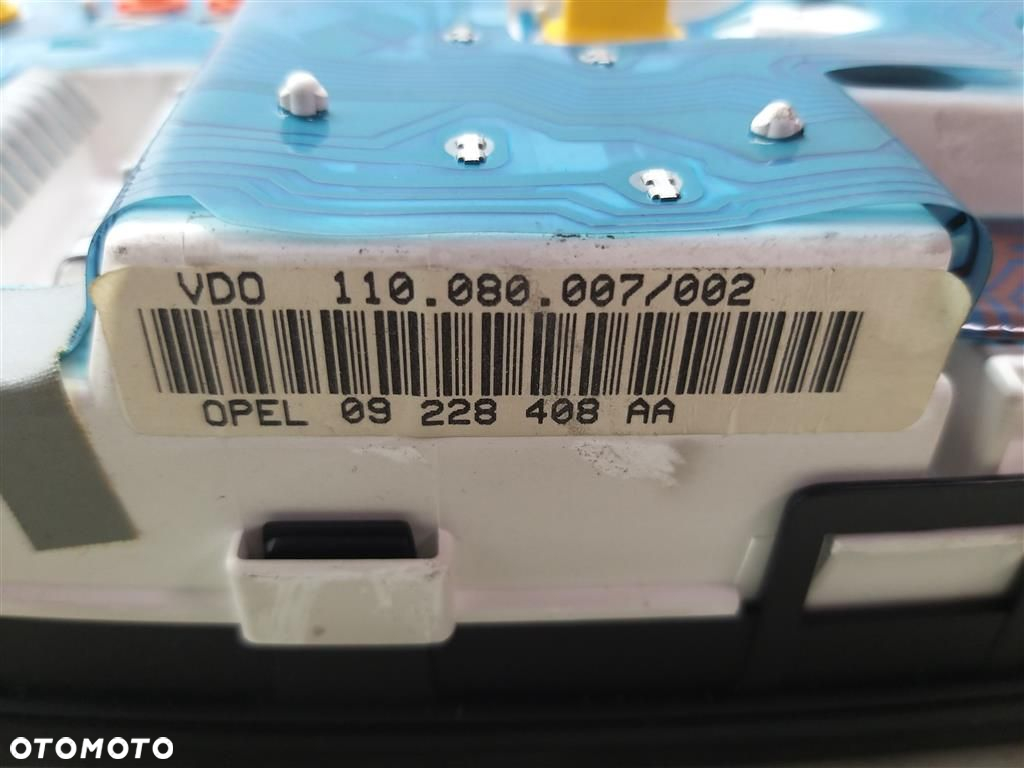 VDO 110.080.007/002
OPEL 09 228 408 AA
OTOMOTO